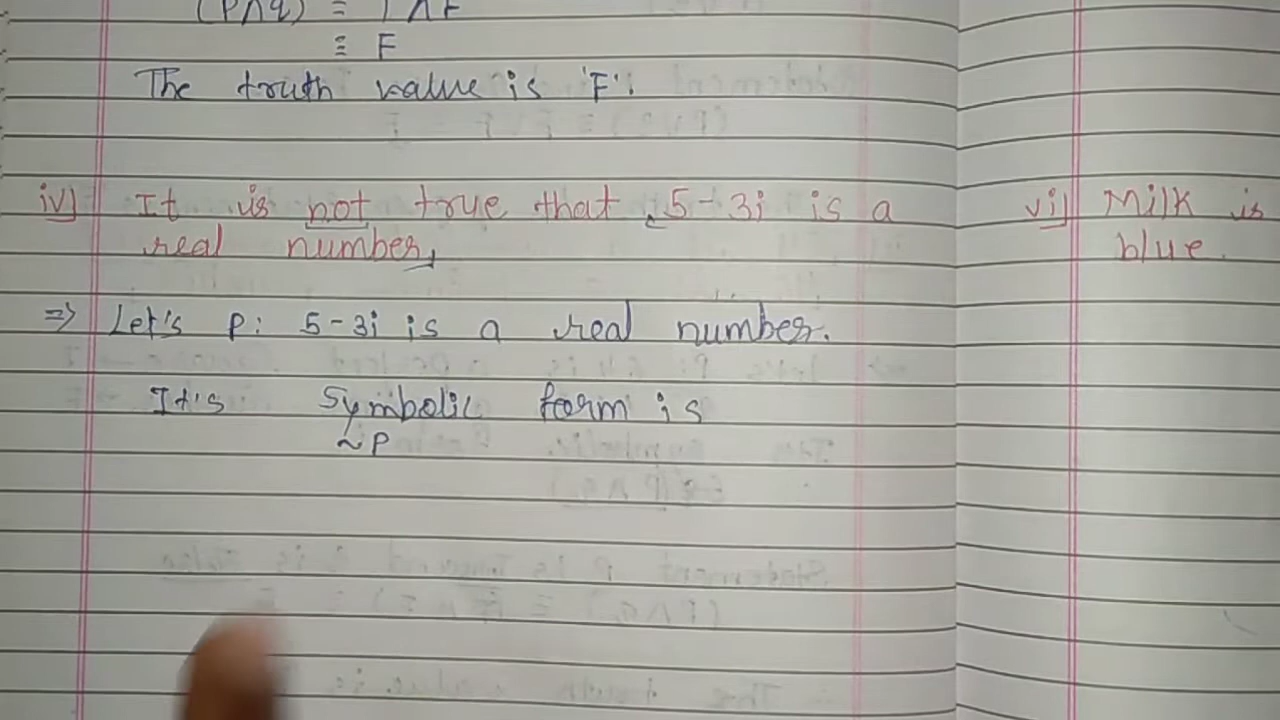 (P∧q) ≡ T ∧ F
≡ F
The truth value is 'F'.
iv) It is not true that 5-3i is a
real number,
⇒ Let's P: 5-3i is a real number.
It's Symbolic form is
~P
vi) Milk is
blue.